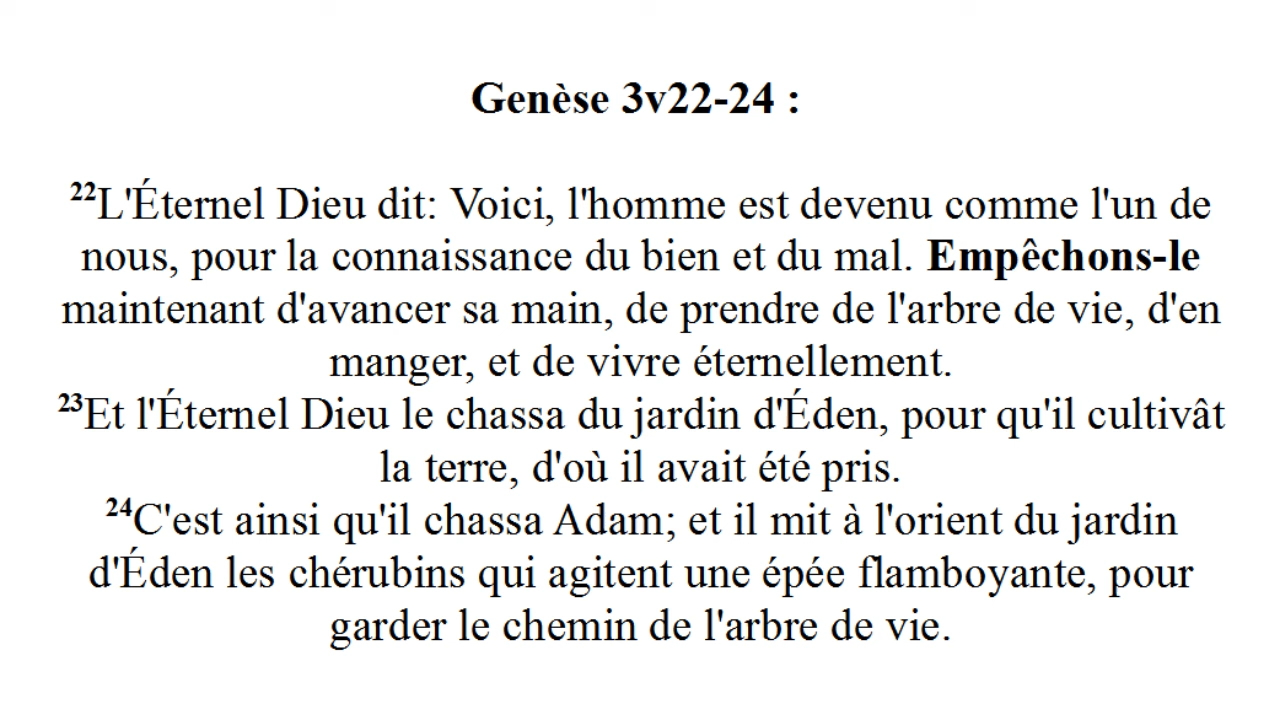 Genèse 3v22-24 :
22L'Éternel Dieu dit: Voici, l'homme est devenu comme l'un de
nous, pour la connaissance du bien et du mal. Empêchons-le
maintenant d'avancer sa main, de prendre de l'arbre de vie, d'en
manger, et de vivre éternellement.
23Et l'Éternel Dieu le chassa du jardin d'Éden, pour qu'il cultivât
la terre, d'où il avait été pris.
24C'est ainsi qu'il chassa Adam; et il mit à l'orient du jardin
d'Éden les chérubins qui agitent une épée flamboyante, pour
garder le chemin de l'arbre de vie.